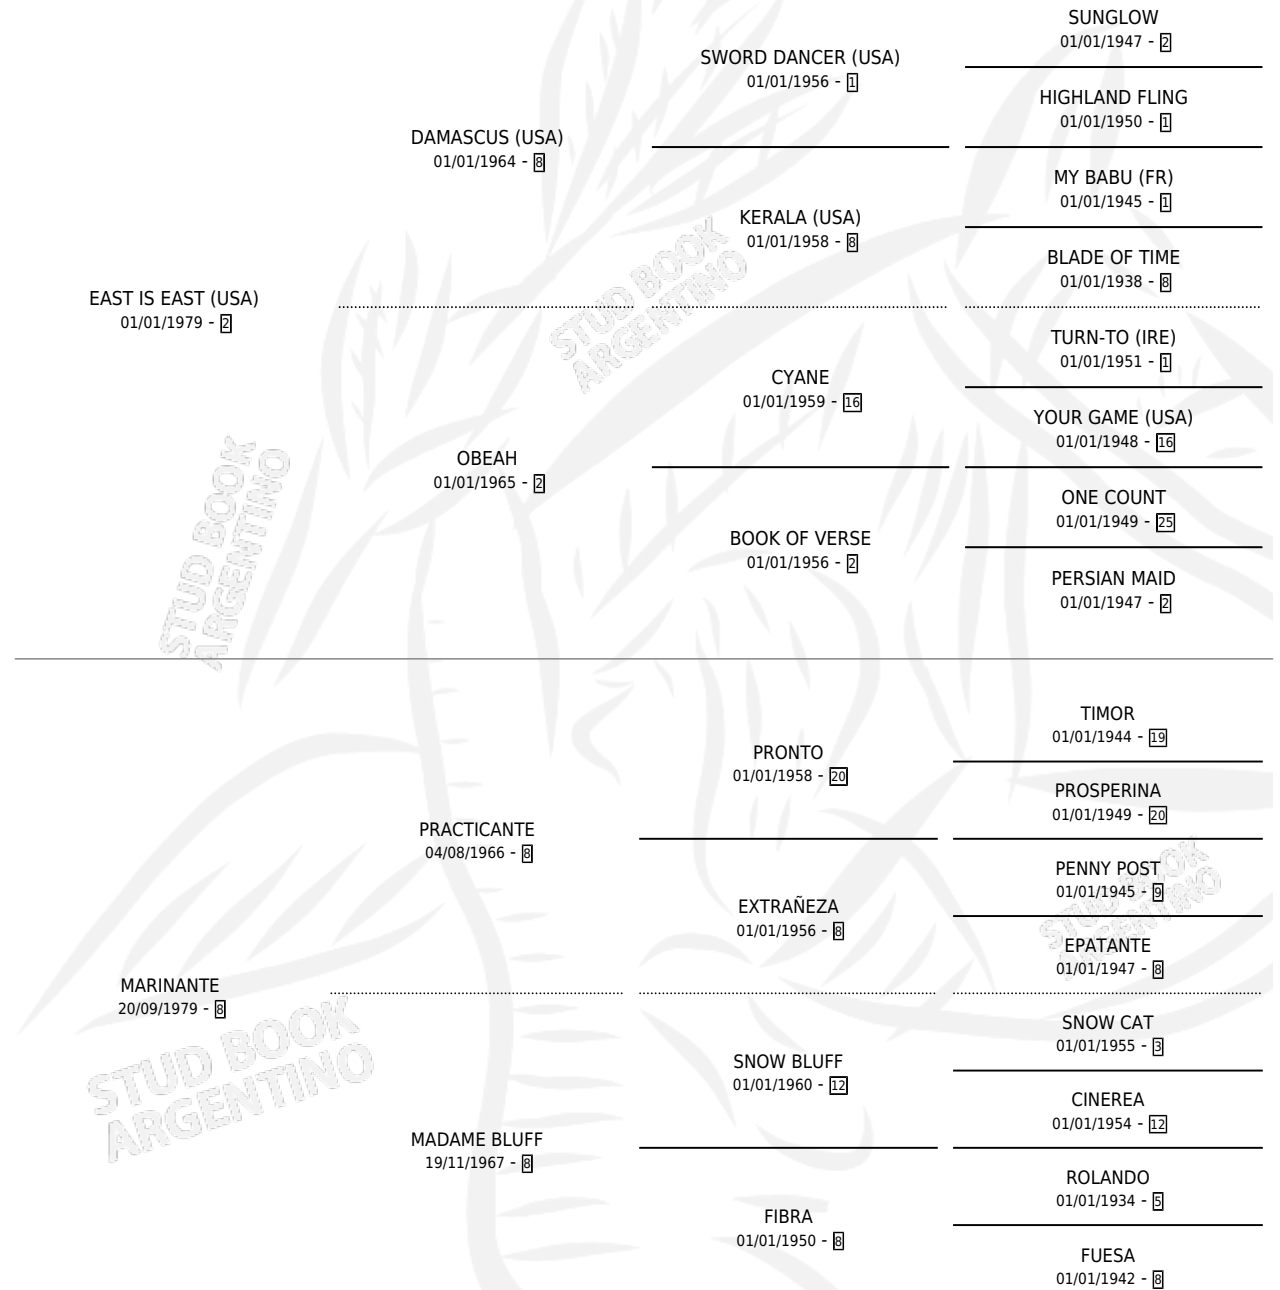 SUNGLOW
01/01/1947 - 2
SWORD DANCER (USA)
01/01/1956 - 1
HIGHLAND FLING
01/01/1950 - 1
DAMASCUS (USA)
01/01/1964 - 8
MY BABU (FR)
01/01/1945 - 1
KERALA (USA)
01/01/1958 - 8
BLADE OF TIME
01/01/1938 - 8
EAST IS EAST (USA)
01/01/1979 - 2
TURN-TO (IRE)
01/01/1951 - 1
CYANE
01/01/1959 - 16
YOUR GAME (USA)
01/01/1948 - 16
OBEAH
01/01/1965 - 2
ONE COUNT
01/01/1949 - 25
BOOK OF VERSE
01/01/1956 - 2
PERSIAN MAID
01/01/1947 - 2
STUD BOOK
ARGENTINO
STUD BOOK
ARGENTINO
TIMOR
01/01/1944 - 19
PRONTO
01/01/1958 - 20
PROSPERINA
01/01/1949 - 20
PRACTICANTE
04/08/1966 - 8
PENNY POST
01/01/1945 - 9
EXTRAÑEZA
01/01/1956 - 8
EPATANTE
01/01/1947 - 8
MARINANTE
20/09/1979 - 8
SNOW CAT
01/01/1955 - 3
SNOW BLUFF
01/01/1960 - 12
CINEREA
01/01/1954 - 12
MADAME BLUFF
19/11/1967 - 8
ROLANDO
01/01/1934 - 5
FIBRA
01/01/1950 - 8
FUESA
01/01/1942 - 8
STUD BOOK
ARGENTINO
STUD BOOK
ARGENTINO